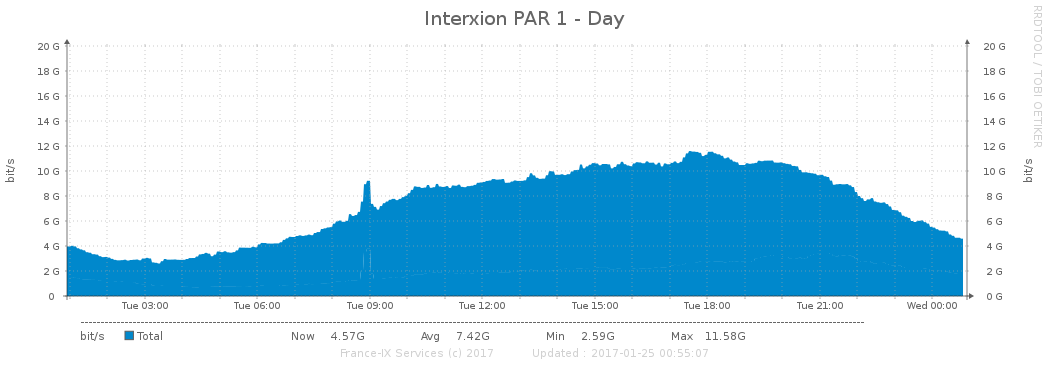 Interxion PAR 1 - Day
RRDTOOL / TOBI OETIKER
bit/s
bit/s
20 G 20 G
18 G 18 G
16 G 16 G
14 G 14 G
12 G 12 G
10 G 10 G
8 G 8 G
6 G 6 G
4 G 4 G
2 G 2 G
0 0 G
Tue 03:00 Tue 06:00 Tue 09:00 Tue 12:00 Tue 15:00 Tue 18:00 Tue 21:00 Wed 00:00
bit/s Total Now 4.57G Avg 7.42G Min 2.59G Max 11.58G
France-IX Services (c) 2017 Updated : 2017-01-25 00:55:07